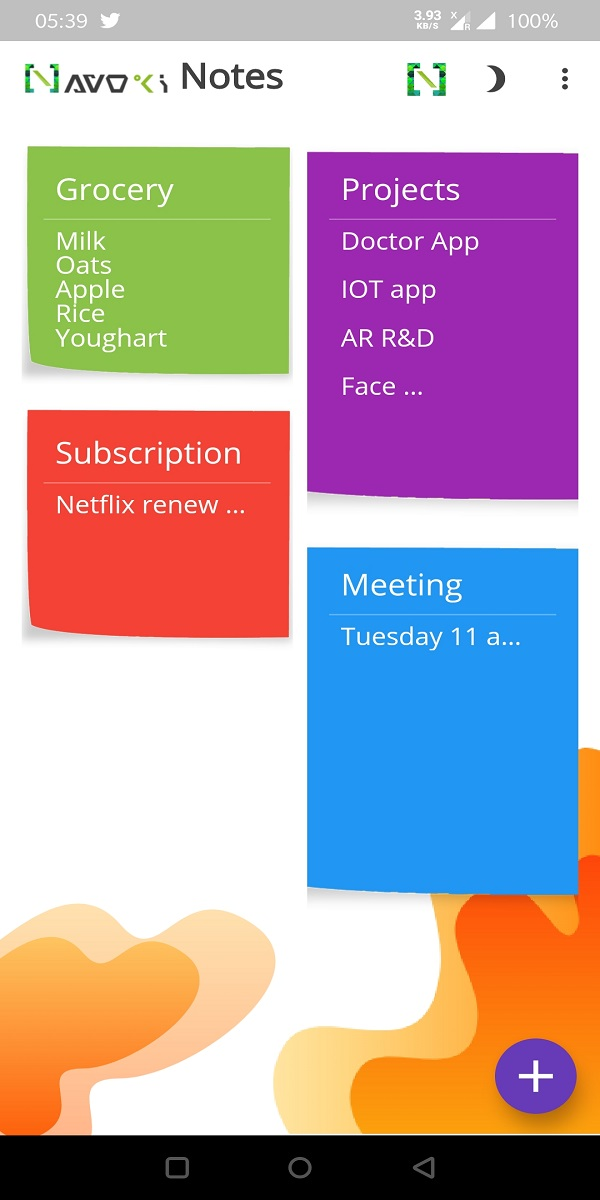 05:39
3.93
KB/S
X
R
100%
NAVOKI Notes
N
Grocery
Milk
Oats
Apple
Rice
Youghart
Projects
Doctor App
IOT app
AR R&D
Face ...
Subscription
Netflix renew ...
Meeting
Tuesday 11 a...